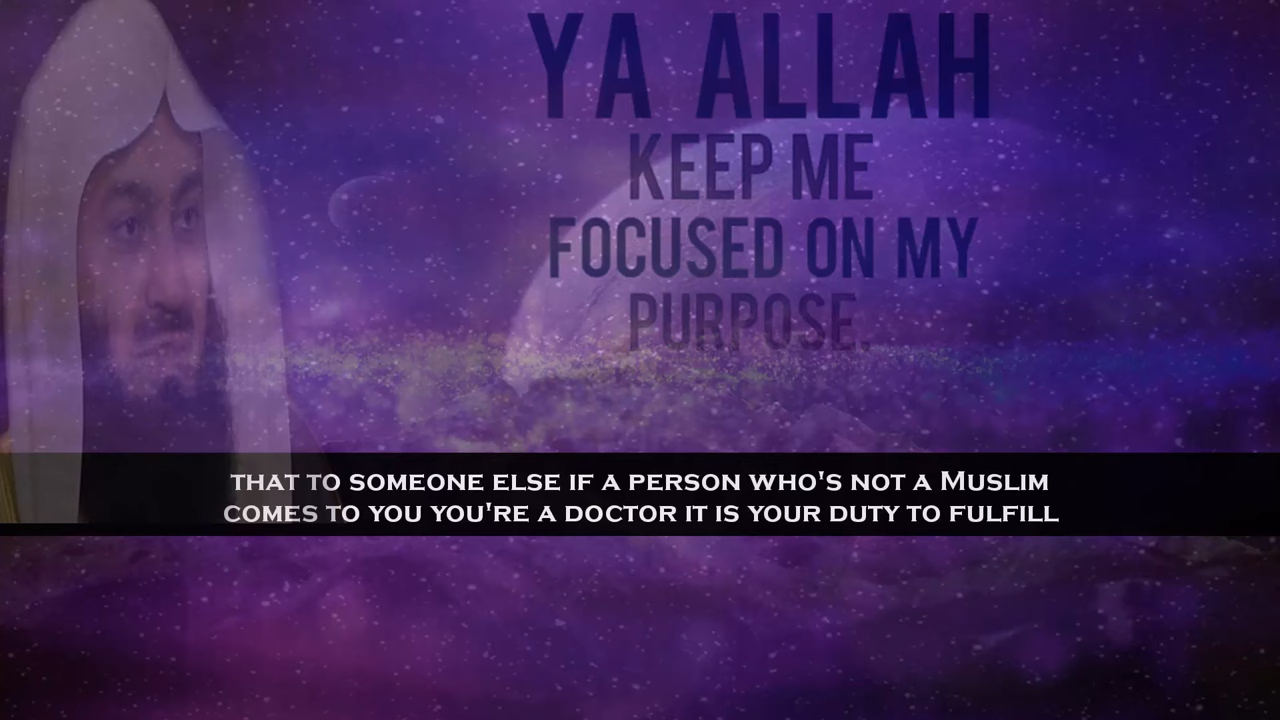 YA ALLAH
KEEP ME
FOCUSED ON MY
PURPOSE.
THAT TO SOMEONE ELSE IF A PERSON WHO'S NOT A MUSLIM
COMES TO YOU YOU'RE A DOCTOR IT IS YOUR DUTY TO FULFILL